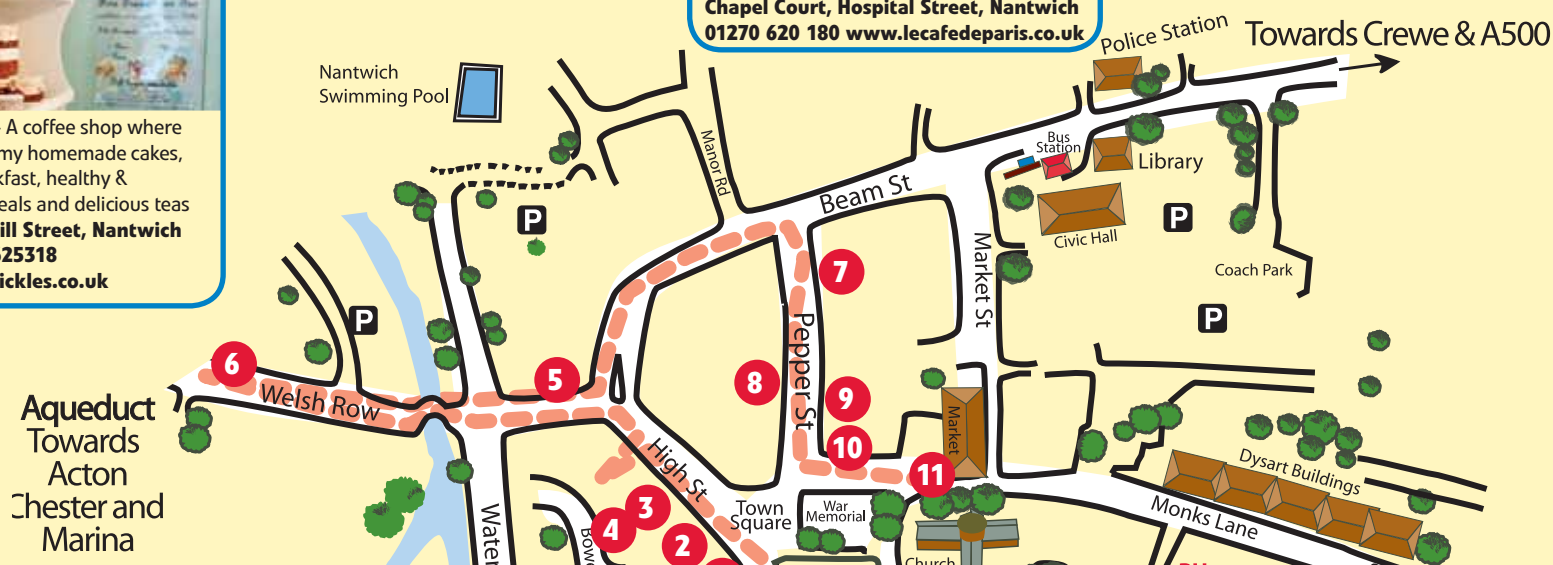 A coffee shop where
my homemade cakes,
kfast, healthy &
eals and delicious teas
ill Street, Nantwich
625318
ickles.co.uk
Chapel Court, Hospital Street, Nantwich
01270 620 180 www.lecafedeparis.co.uk
Police Station
Towards Crewe & A500
Nantwich
Swimming Pool
Manor Rd
Bus
Station
Library
Beam St
P
Civic Hall
P
Market St
Coach Park
P
P
7
6
5
8
Pepper St
9
Welsh Row
Aqueduct
Towards
Acton
Chester and
Marina
Market
10
High St
11
Dysart Buildings
3
4
2
Town
Square
War
Memorial
Monks Lane
Water
Bow
Church